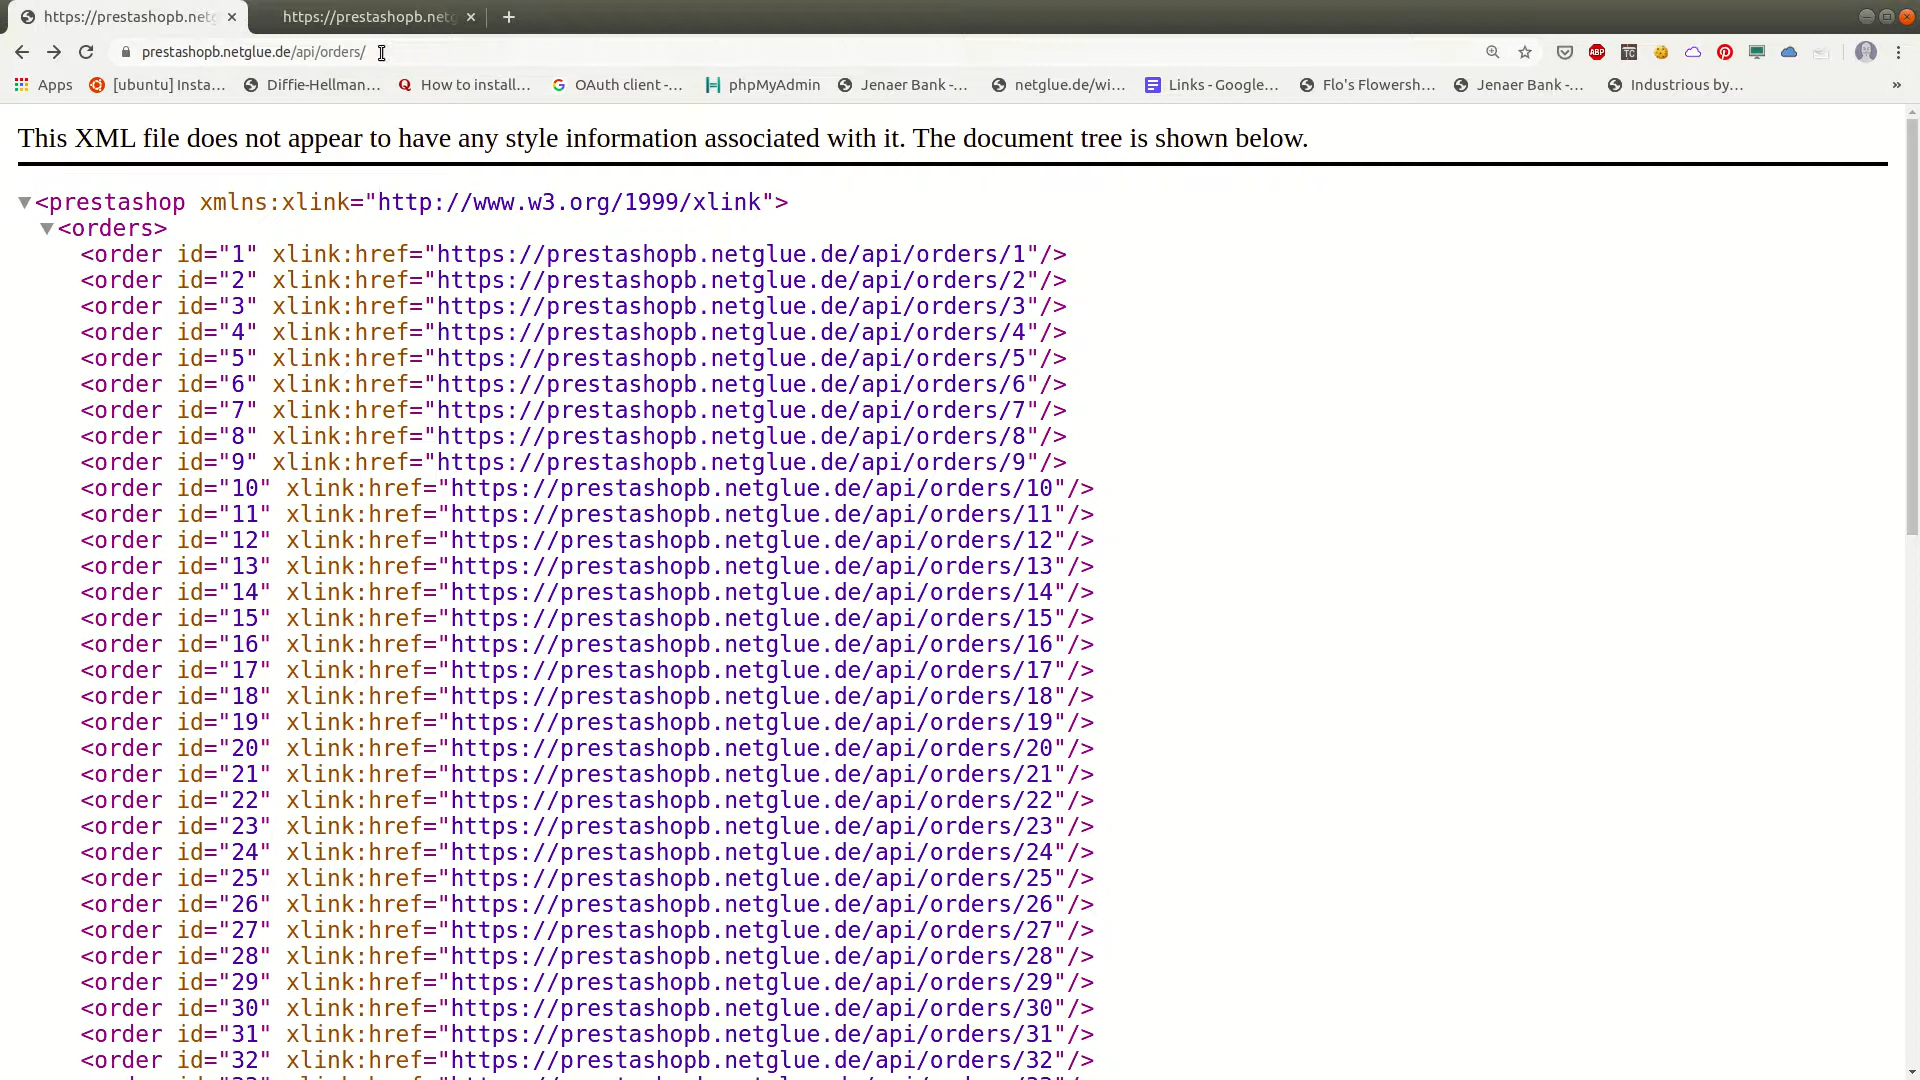 https://prestashopb.netg
https://prestashopb.netg
prestashopb.netglue.de/api/orders/
ABP
TC
Apps
[ubuntu] Insta...
Diffie-Hellman...
How to install...
OAuth client -...
phpMyAdmin
Jenaer Bank -...
netglue.de/wi...
Links - Google...
Flo's Flowersh...
Jenaer Bank -...
Industrious by...
»
This XML file does not appear to have any style information associated with it. The document tree is shown below.
▼<prestashop xmlns:xlink="http://www.w3.org/1999/xlink">
▼<orders>
<order id="1" xlink:href="https://prestashopb.netglue.de/api/orders/1"/>
<order id="2" xlink:href="https://prestashopb.netglue.de/api/orders/2"/>
<order id="3" xlink:href="https://prestashopb.netglue.de/api/orders/3"/>
<order id="4" xlink:href="https://prestashopb.netglue.de/api/orders/4"/>
<order id="5" xlink:href="https://prestashopb.netglue.de/api/orders/5"/>
<order id="6" xlink:href="https://prestashopb.netglue.de/api/orders/6"/>
<order id="7" xlink:href="https://prestashopb.netglue.de/api/orders/7"/>
<order id="8" xlink:href="https://prestashopb.netglue.de/api/orders/8"/>
<order id="9" xlink:href="https://prestashopb.netglue.de/api/orders/9"/>
<order id="10" xlink:href="https://prestashopb.netglue.de/api/orders/10"/>
<order id="11" xlink:href="https://prestashopb.netglue.de/api/orders/11"/>
<order id="12" xlink:href="https://prestashopb.netglue.de/api/orders/12"/>
<order id="13" xlink:href="https://prestashopb.netglue.de/api/orders/13"/>
<order id="14" xlink:href="https://prestashopb.netglue.de/api/orders/14"/>
<order id="15" xlink:href="https://prestashopb.netglue.de/api/orders/15"/>
<order id="16" xlink:href="https://prestashopb.netglue.de/api/orders/16"/>
<order id="17" xlink:href="https://prestashopb.netglue.de/api/orders/17"/>
<order id="18" xlink:href="https://prestashopb.netglue.de/api/orders/18"/>
<order id="19" xlink:href="https://prestashopb.netglue.de/api/orders/19"/>
<order id="20" xlink:href="https://prestashopb.netglue.de/api/orders/20"/>
<order id="21" xlink:href="https://prestashopb.netglue.de/api/orders/21"/>
<order id="22" xlink:href="https://prestashopb.netglue.de/api/orders/22"/>
<order id="23" xlink:href="https://prestashopb.netglue.de/api/orders/23"/>
<order id="24" xlink:href="https://prestashopb.netglue.de/api/orders/24"/>
<order id="25" xlink:href="https://prestashopb.netglue.de/api/orders/25"/>
<order id="26" xlink:href="https://prestashopb.netglue.de/api/orders/26"/>
<order id="27" xlink:href="https://prestashopb.netglue.de/api/orders/27"/>
<order id="28" xlink:href="https://prestashopb.netglue.de/api/orders/28"/>
<order id="29" xlink:href="https://prestashopb.netglue.de/api/orders/29"/>
<order id="30" xlink:href="https://prestashopb.netglue.de/api/orders/30"/>
<order id="31" xlink:href="https://prestashopb.netglue.de/api/orders/31"/>
<order id="32" xlink:href="https://prestashopb.netglue.de/api/orders/32"/>